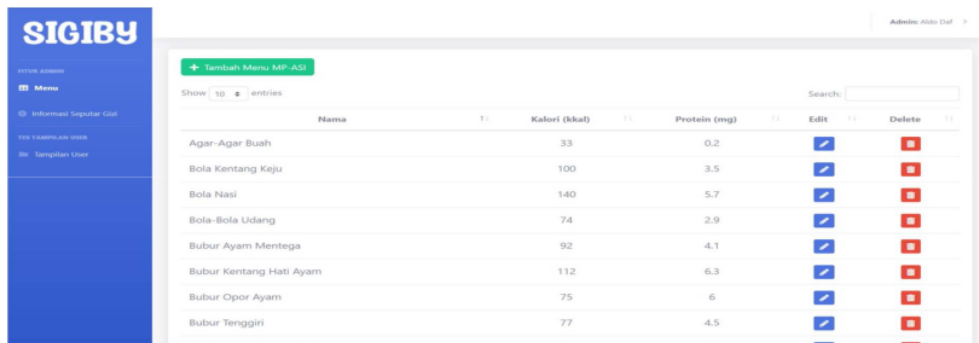 SIGIBY
Admin: Aldo Daf
FITUR ADMIN
Menu
Informasi Seputar Gizi
TES TAMPILAN USER
Tampilan User
+ Tambah Menu MP-ASI
Show 10 entries
Search:
Nama Kalori (kkal) Protein (mg) Edit Delete
Agar-Agar Buah 33 0.2
Bola Kentang Keju 100 3.5
Bola Nasi 140 5.7
Bola-Bola Udang 74 2.9
Bubur Ayam Mentega 92 4.1
Bubur Kentang Hati Ayam 112 6.3
Bubur Opor Ayam 75 6
Bubur Tenggiri 77 4.5